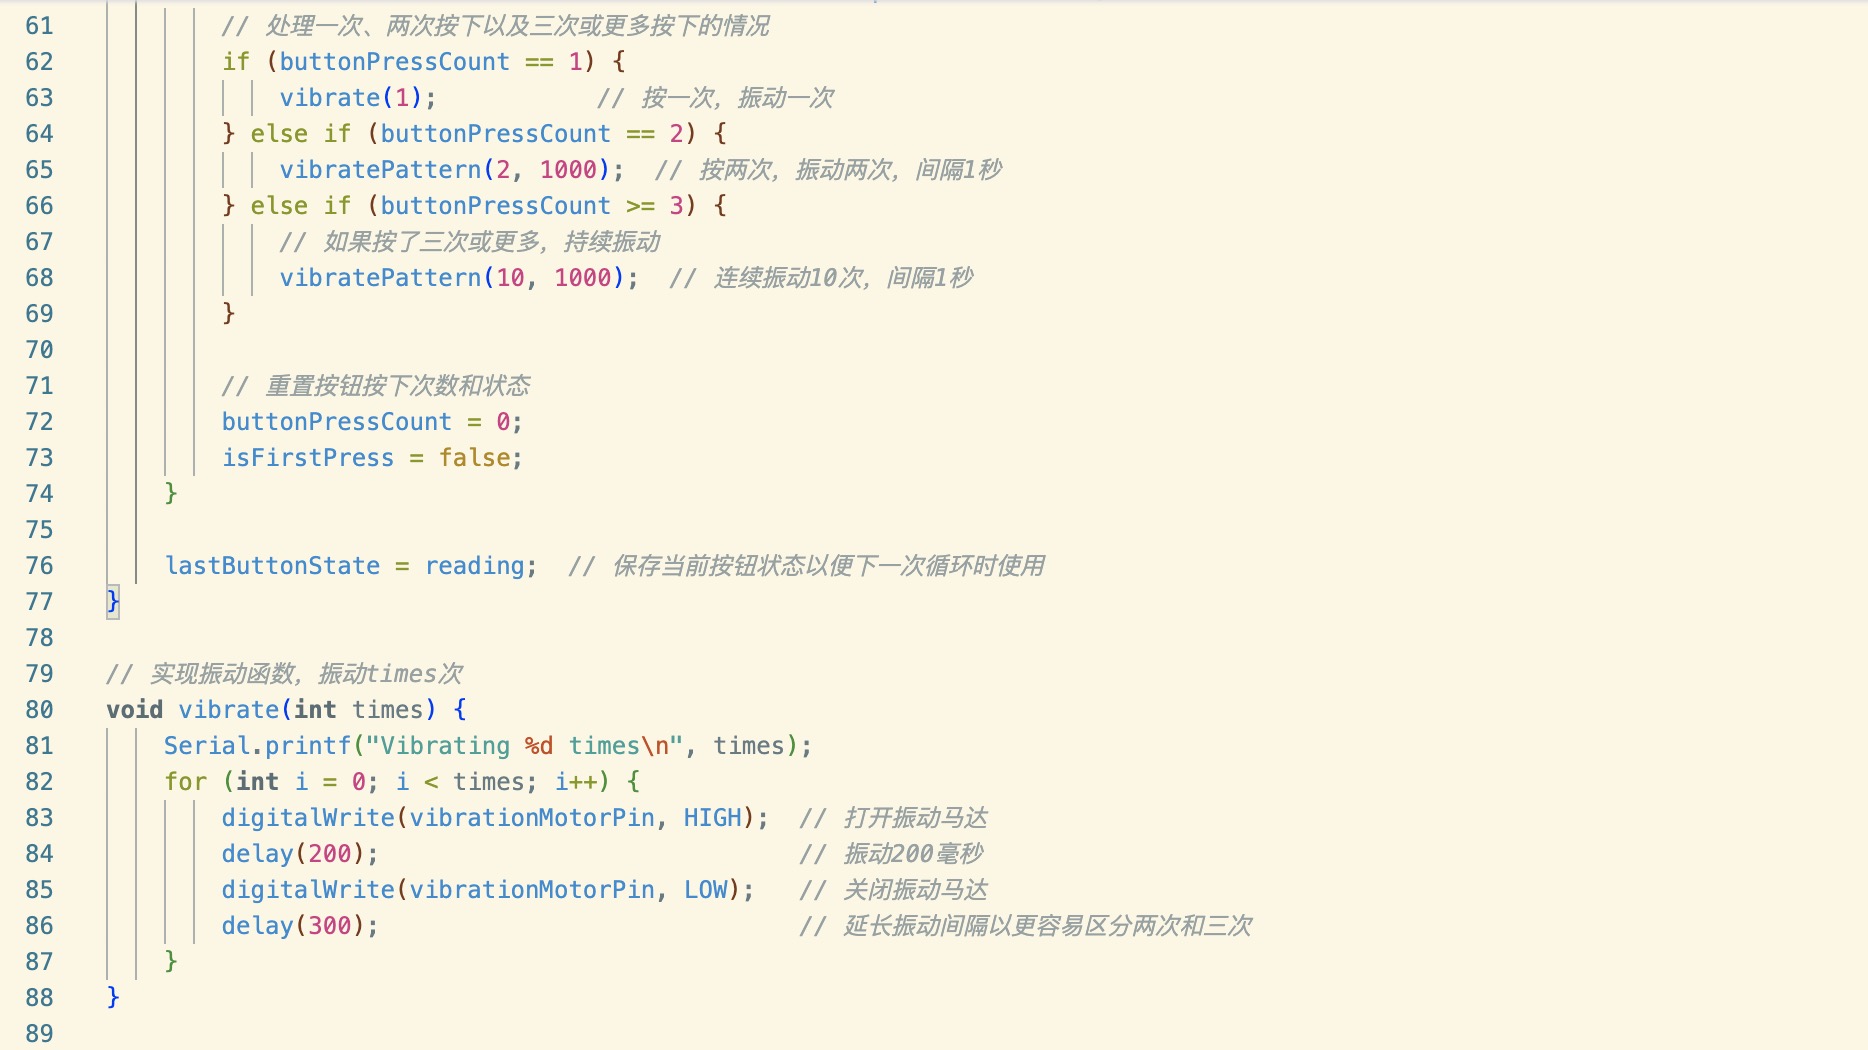 61 // 处理一次、两次按下以及三次或更多按下的情况
62 if (buttonPressCount == 1) {
63 vibrate(1); // 按一次，振动一次
64 } else if (buttonPressCount == 2) {
65 vibratePattern(2, 1000); // 按两次，振动两次，间隔1秒
66 } else if (buttonPressCount >= 3) {
67 // 如果按了三次或更多，持续振动
68 vibratePattern(10, 1000); // 连续振动10次，间隔1秒
69 }
70
71 // 重置按钮按下次数和状态
72 buttonPressCount = 0;
73 isFirstPress = false;
74 }
75
76 lastButtonState = reading; // 保存当前按钮状态以便下一次循环时使用
77 }
78
79 // 实现振动函数，振动times次
80 void vibrate(int times) {
81 Serial.printf("Vibrating %d times\n", times);
82 for (int i = 0; i < times; i++) {
83 digitalWrite(vibrationMotorPin, HIGH); // 打开振动马达
84 delay(200); // 振动200毫秒
85 digitalWrite(vibrationMotorPin, LOW); // 关闭振动马达
86 delay(300); // 延长振动间隔以更容易区分两次和三次
87 }
88 }
89